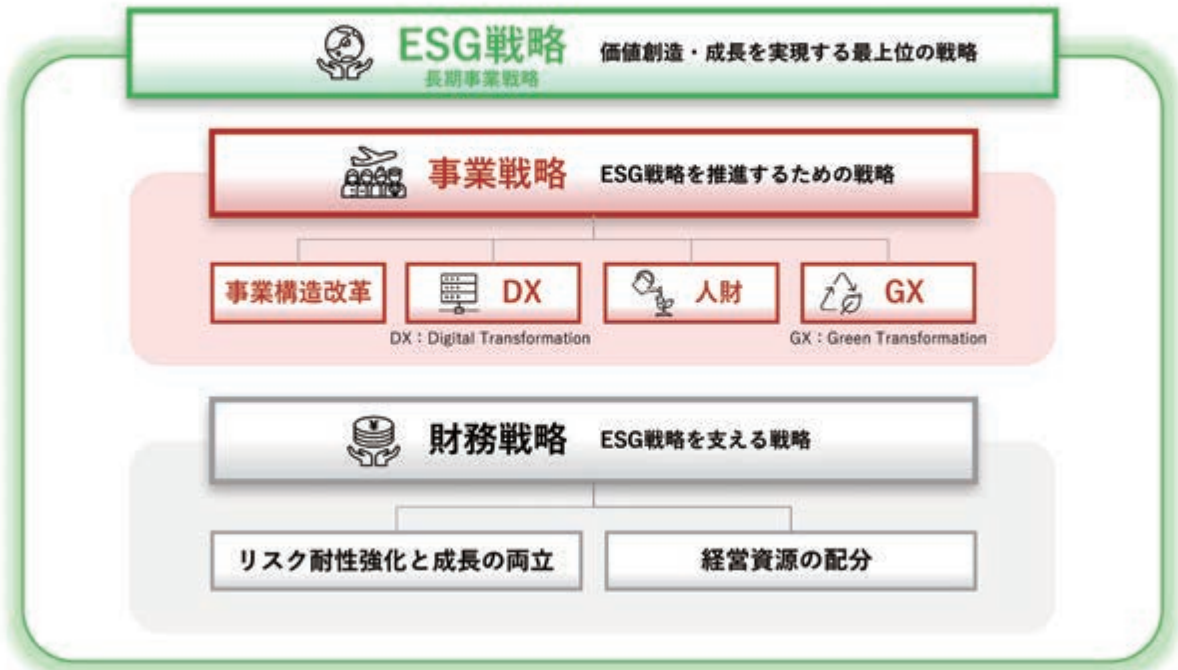 ESG戦略 価値創造・成長を実現する最上位の戦略
長期事業戦略
事業戦略 ESG戦略を推進するための戦略
事業構造改革 DX 人財 GX
DX：Digital Transformation GX：Green Transformation
¥
財務戦略 ESG戦略を支える戦略
リスク耐性強化と成長の両立 経営資源の配分